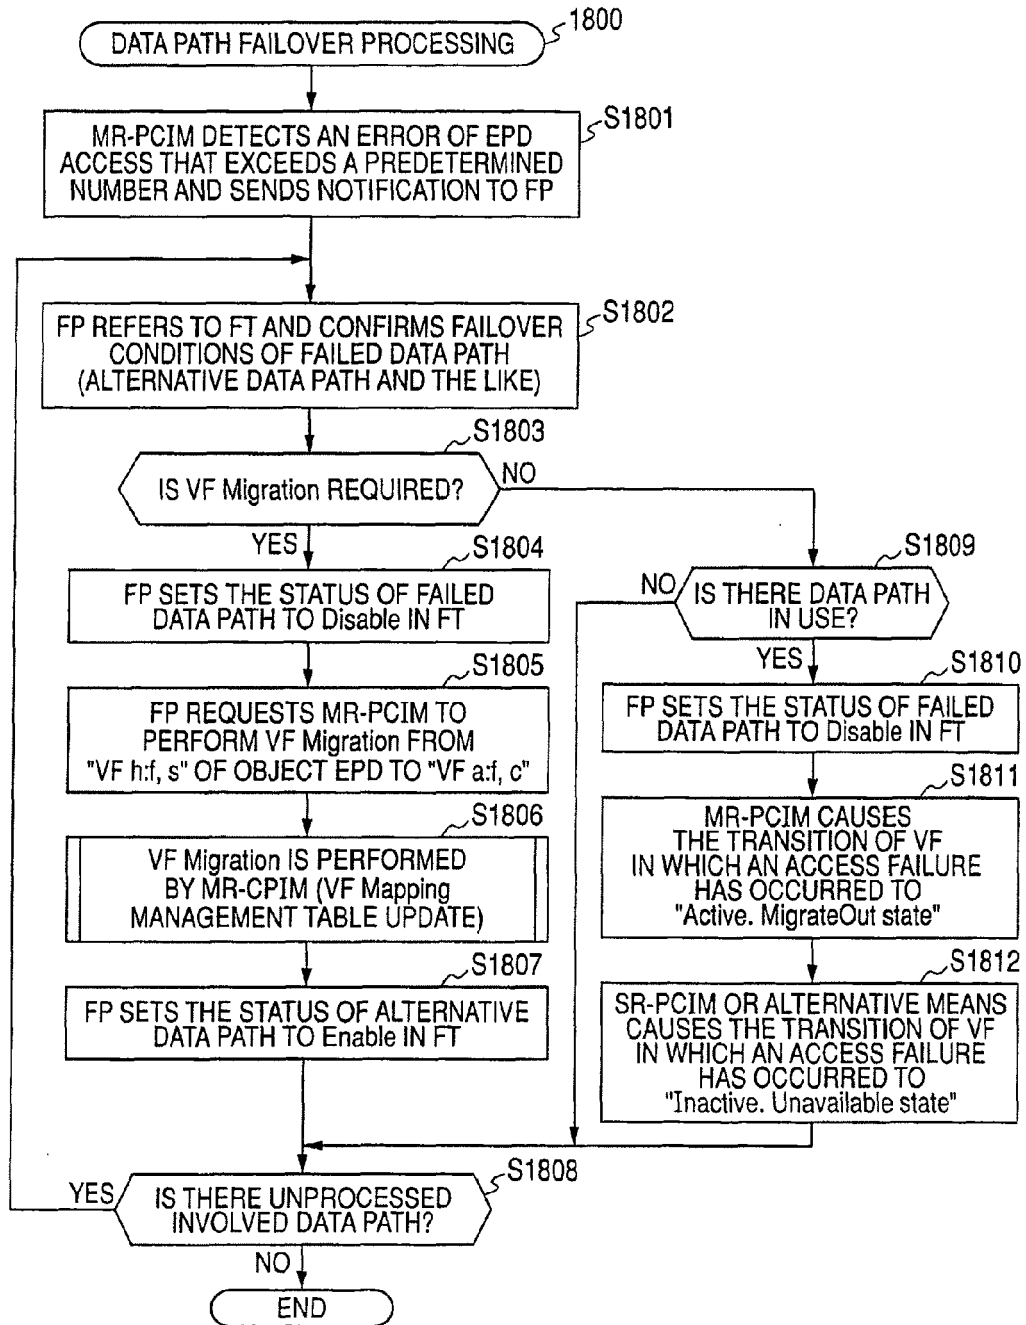 1800
DATA PATH FAILOVER PROCESSING
S1801
MR-PCIM DETECTS AN ERROR OF EPD
ACCESS THAT EXCEEDS A PREDETERMINED
NUMBER AND SENDS NOTIFICATION TO FP
S1802
FP REFERS TO FT AND CONFIRMS FAILOVER
CONDITIONS OF FAILED DATA PATH
(ALTERNATIVE DATA PATH AND THE LIKE)
S1803
IS VF Migration REQUIRED?
NO
YES
S1804
FP SETS THE STATUS OF FAILED
DATA PATH TO Disable IN FT
S1805
FP REQUESTS MR-PCIM TO
PERFORM VF Migration FROM
"VF h:f, s" OF OBJECT EPD TO "VF a:f, c"
S1806
VF Migration IS PERFORMED
BY MR-CPIM (VF Mapping
MANAGEMENT TABLE UPDATE)
S1807
FP SETS THE STATUS OF ALTERNATIVE
DATA PATH TO Enable IN FT
S1809
NO
IS THERE DATA PATH
IN USE?
YES
S1810
FP SETS THE STATUS OF FAILED
DATA PATH TO Disable IN FT
S1811
MR-PCIM CAUSES
THE TRANSITION OF VF
IN WHICH AN ACCESS FAILURE
HAS OCCURRED TO
"Active. MigrateOut state"
S1812
SR-PCIM OR ALTERNATIVE MEANS
CAUSES THE TRANSITION OF VF
IN WHICH AN ACCESS FAILURE
HAS OCCURRED TO
"Inactive. Unavailable state"
S1808
YES
IS THERE UNPROCESSED
INVOLVED DATA PATH?
NO
END